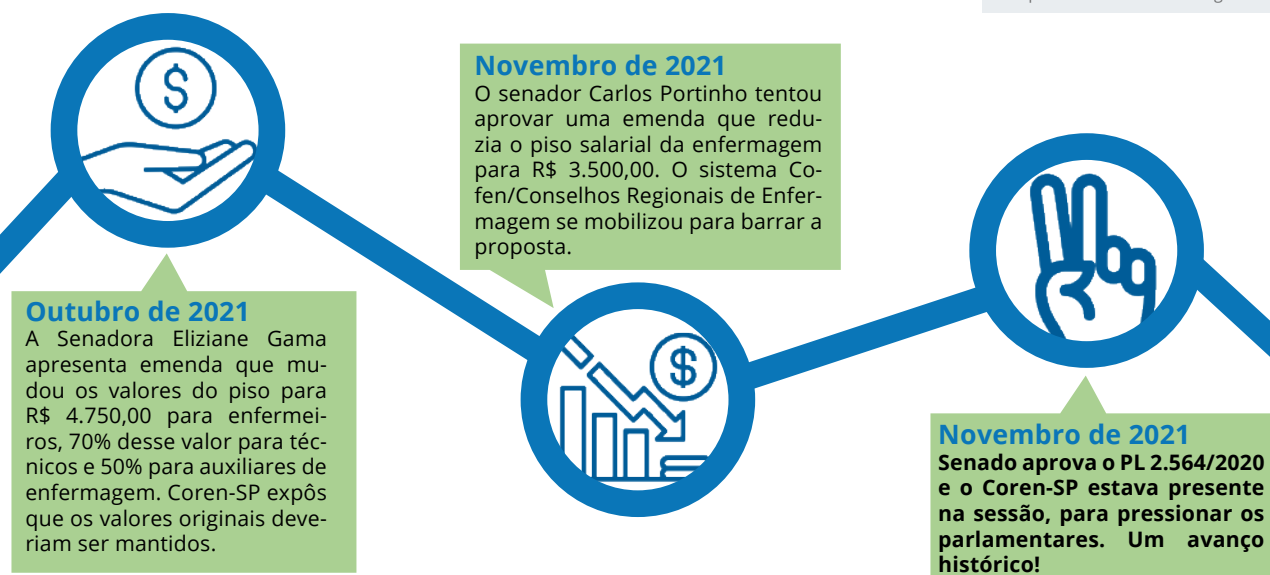 Outubro de 2021
A Senadora Eliziane Gama
apresenta emenda que mu-
dou os valores do piso para
R$ 4.750,00 para enfermei-
ros, 70% desse valor para téc-
nicos e 50% para auxiliares de
enfermagem. Coren-SP expôs
que os valores originais deve-
riam ser mantidos.
Novembro de 2021
O senador Carlos Portinho tentou
aprovar uma emenda que redu-
zia o piso salarial da enfermagem
para R$ 3.500,00. O sistema Co-
fen/Conselhos Regionais de Enfer-
magem se mobilizou para barrar a
proposta.
Novembro de 2021
Senado aprova o PL 2.564/2020
e o Coren-SP estava presente
na sessão, para pressionar os
parlamentares. Um avanço
histórico!
$
$